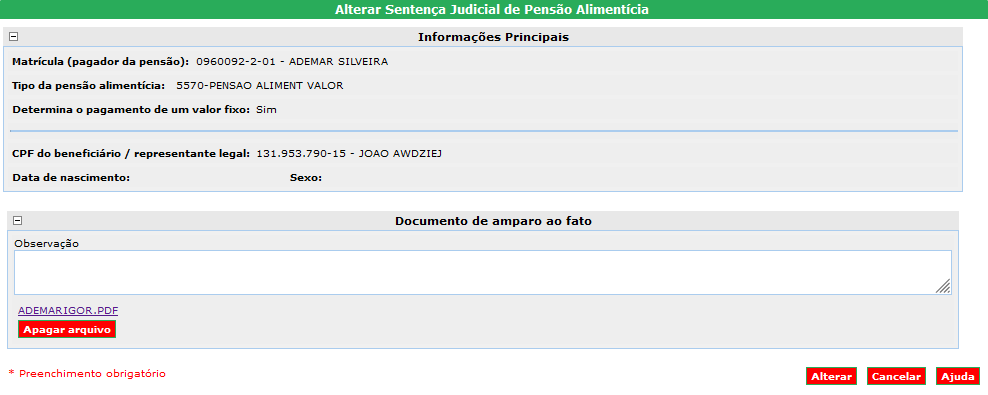 Alterar Sentença Judicial de Pensão Alimentícia
Informações Principais
Matrícula (pagador da pensão): 0960092-2-01 - ADEMAR SILVEIRA
Tipo da pensão alimentícia: 5570-PENSAO ALIMENT VALOR
Determina o pagamento de um valor fixo: Sim
CPF do beneficiário / representante legal: 131.953.790-15 - JOAO AWDZIEJ
Data de nascimento: Sexo:
Documento de amparo ao fato
Observação
ADEMARIGOR.PDF
Apagar arquivo
* Preenchimento obrigatório
Alterar Cancelar Ajuda